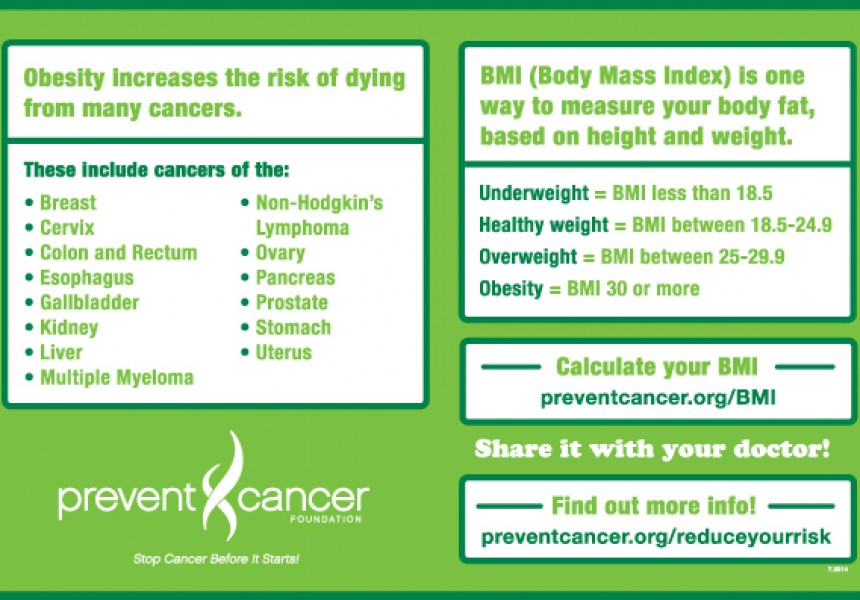 Obesity increases the risk of dying
from many cancers.
These include cancers of the:
• Breast
• Cervix
• Colon and Rectum
• Esophagus
• Gallbladder
• Kidney
• Liver
• Multiple Myeloma
• Non-Hodgkin's
Lymphoma
• Ovary
• Pancreas
• Prostate
• Stomach
• Uterus
prevent cancer
FOUNDATION
Stop Cancer Before It Starts!
BMI (Body Mass Index) is one
way to measure your body fat,
based on height and weight.
Underweight = BMI less than 18.5
Healthy weight = BMI between 18.5-24.9
Overweight = BMI between 25-29.9
Obesity = BMI 30 or more
Calculate your BMI
preventcancer.org/BMI
Share it with your doctor!
Find out more info!
preventcancer.org/reduceyourrisk
7.2014